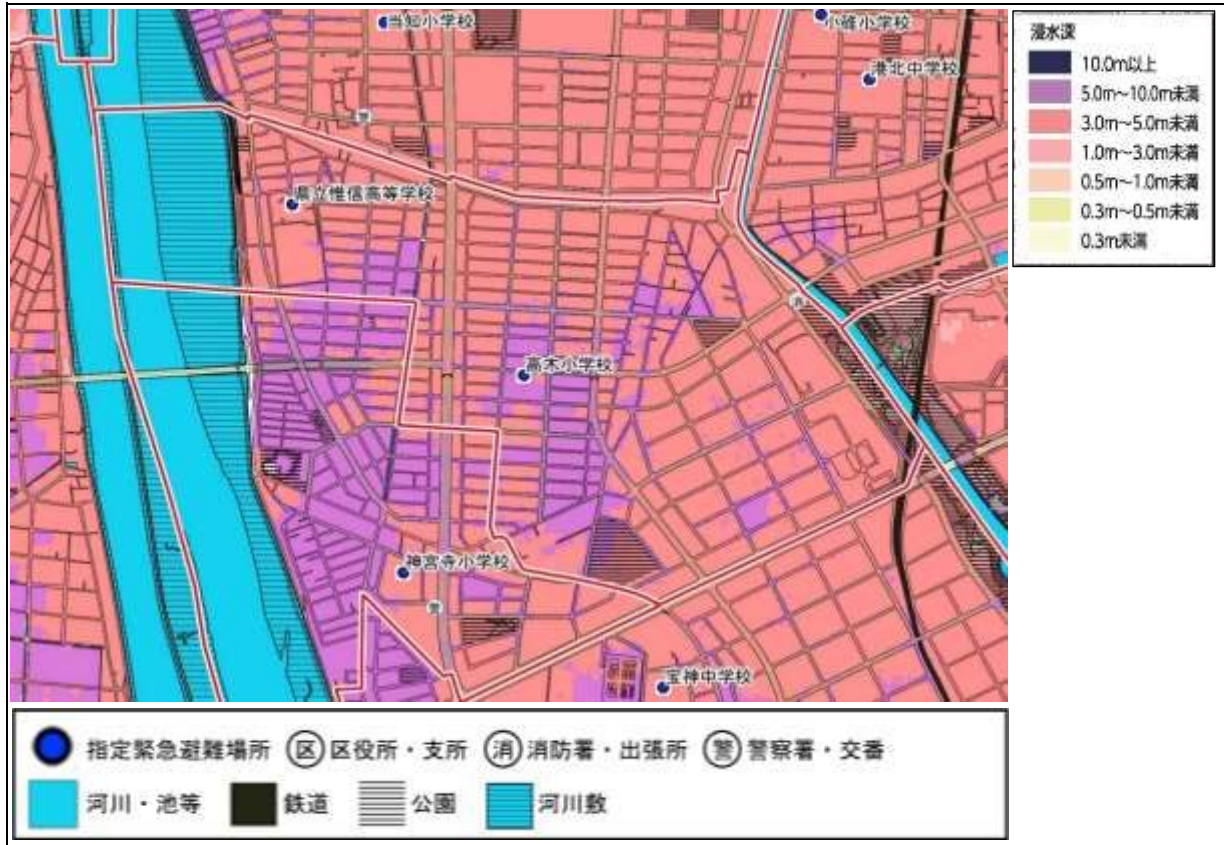 当知小学校
小碓小学校
港北中学校
警
県立惟信高等学校
消
高木小学校
神宮寺小学校
警
宝神中学校
浸水深
10.0m以上
5.0m～10.0m未満
3.0m～5.0m未満
1.0m～3.0m未満
0.5m～1.0m未満
0.3m～0.5m未満
0.3m未満
指定緊急避難場所 区 区役所・支所 消 消防署・出張所 警 警察署・交番
河川・池等 鉄道 公園 河川敷